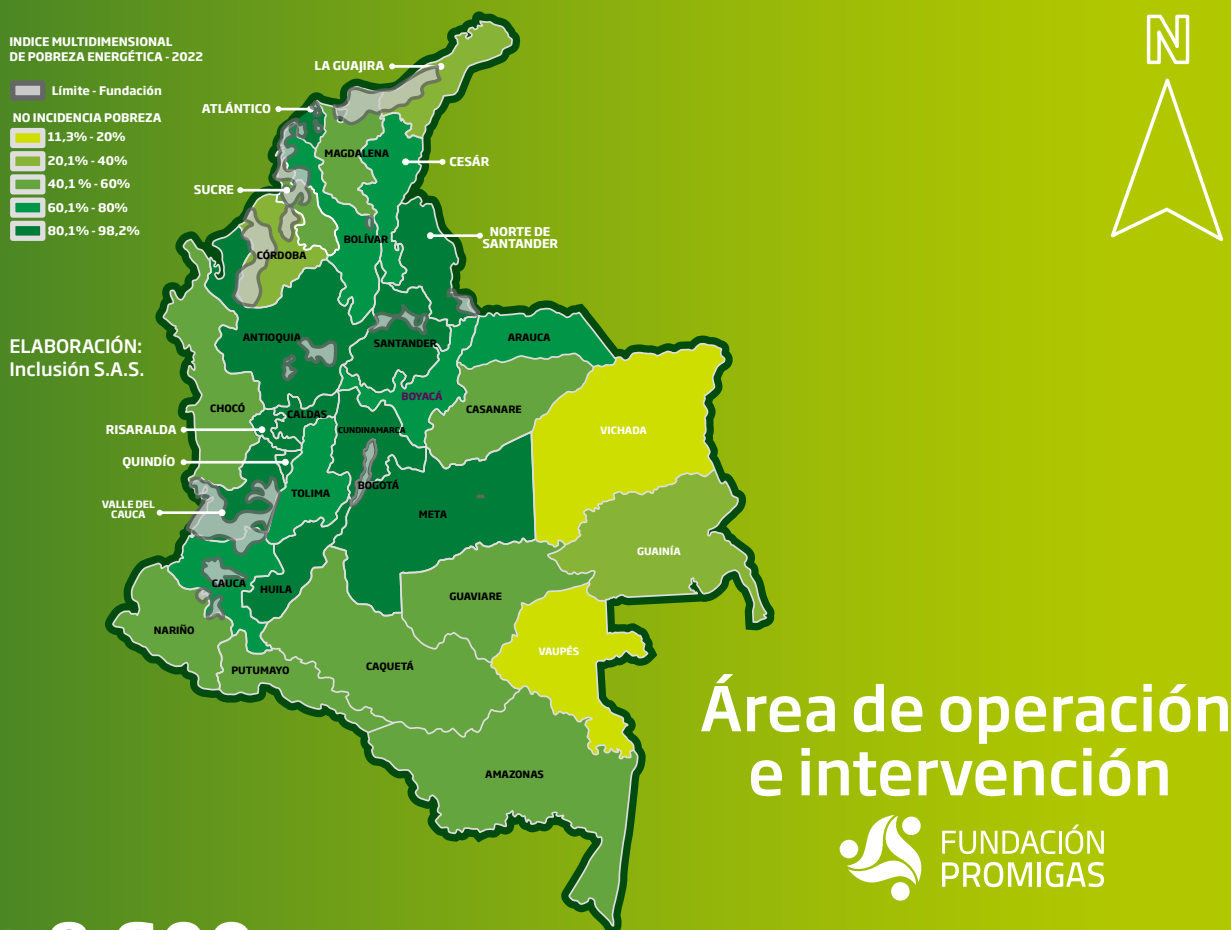 INDICE MULTIDIMENSIONAL
DE POBREZA ENERGÉTICA - 2022
Límite - Fundación
NO INCIDENCIA POBREZA
11,3% - 20%
20,1% - 40%
40,1 % - 60%
60,1% - 80%
80,1% - 98,2%
ELABORACIÓN:
Inclusión S.A.S.
N
LA GUAJIRA
ATLÁNTICO
MAGDALENA
CESÁR
SUCRE
NORTE DE
SANTANDER
BOLÍVAR
CÓRDOBA
ANTIOQUIA
SANTANDER
ARAUCA
BOYACÁ
CHOCÓ
CALDAS
CASANARE
RISARALDA
CUNDINAMARCA
VICHADA
QUINDÍO
BOGOTÁ
TOLIMA
VALLE DEL
CAUCA
META
GUAINÍA
CAUCA
HUILA
GUAVIARE
NARIÑO
VAUPÉS
PUTUMAYO
CAQUETÁ
AMAZONAS
Área de operación
e intervención
FUNDACIÓN
PROMIGAS